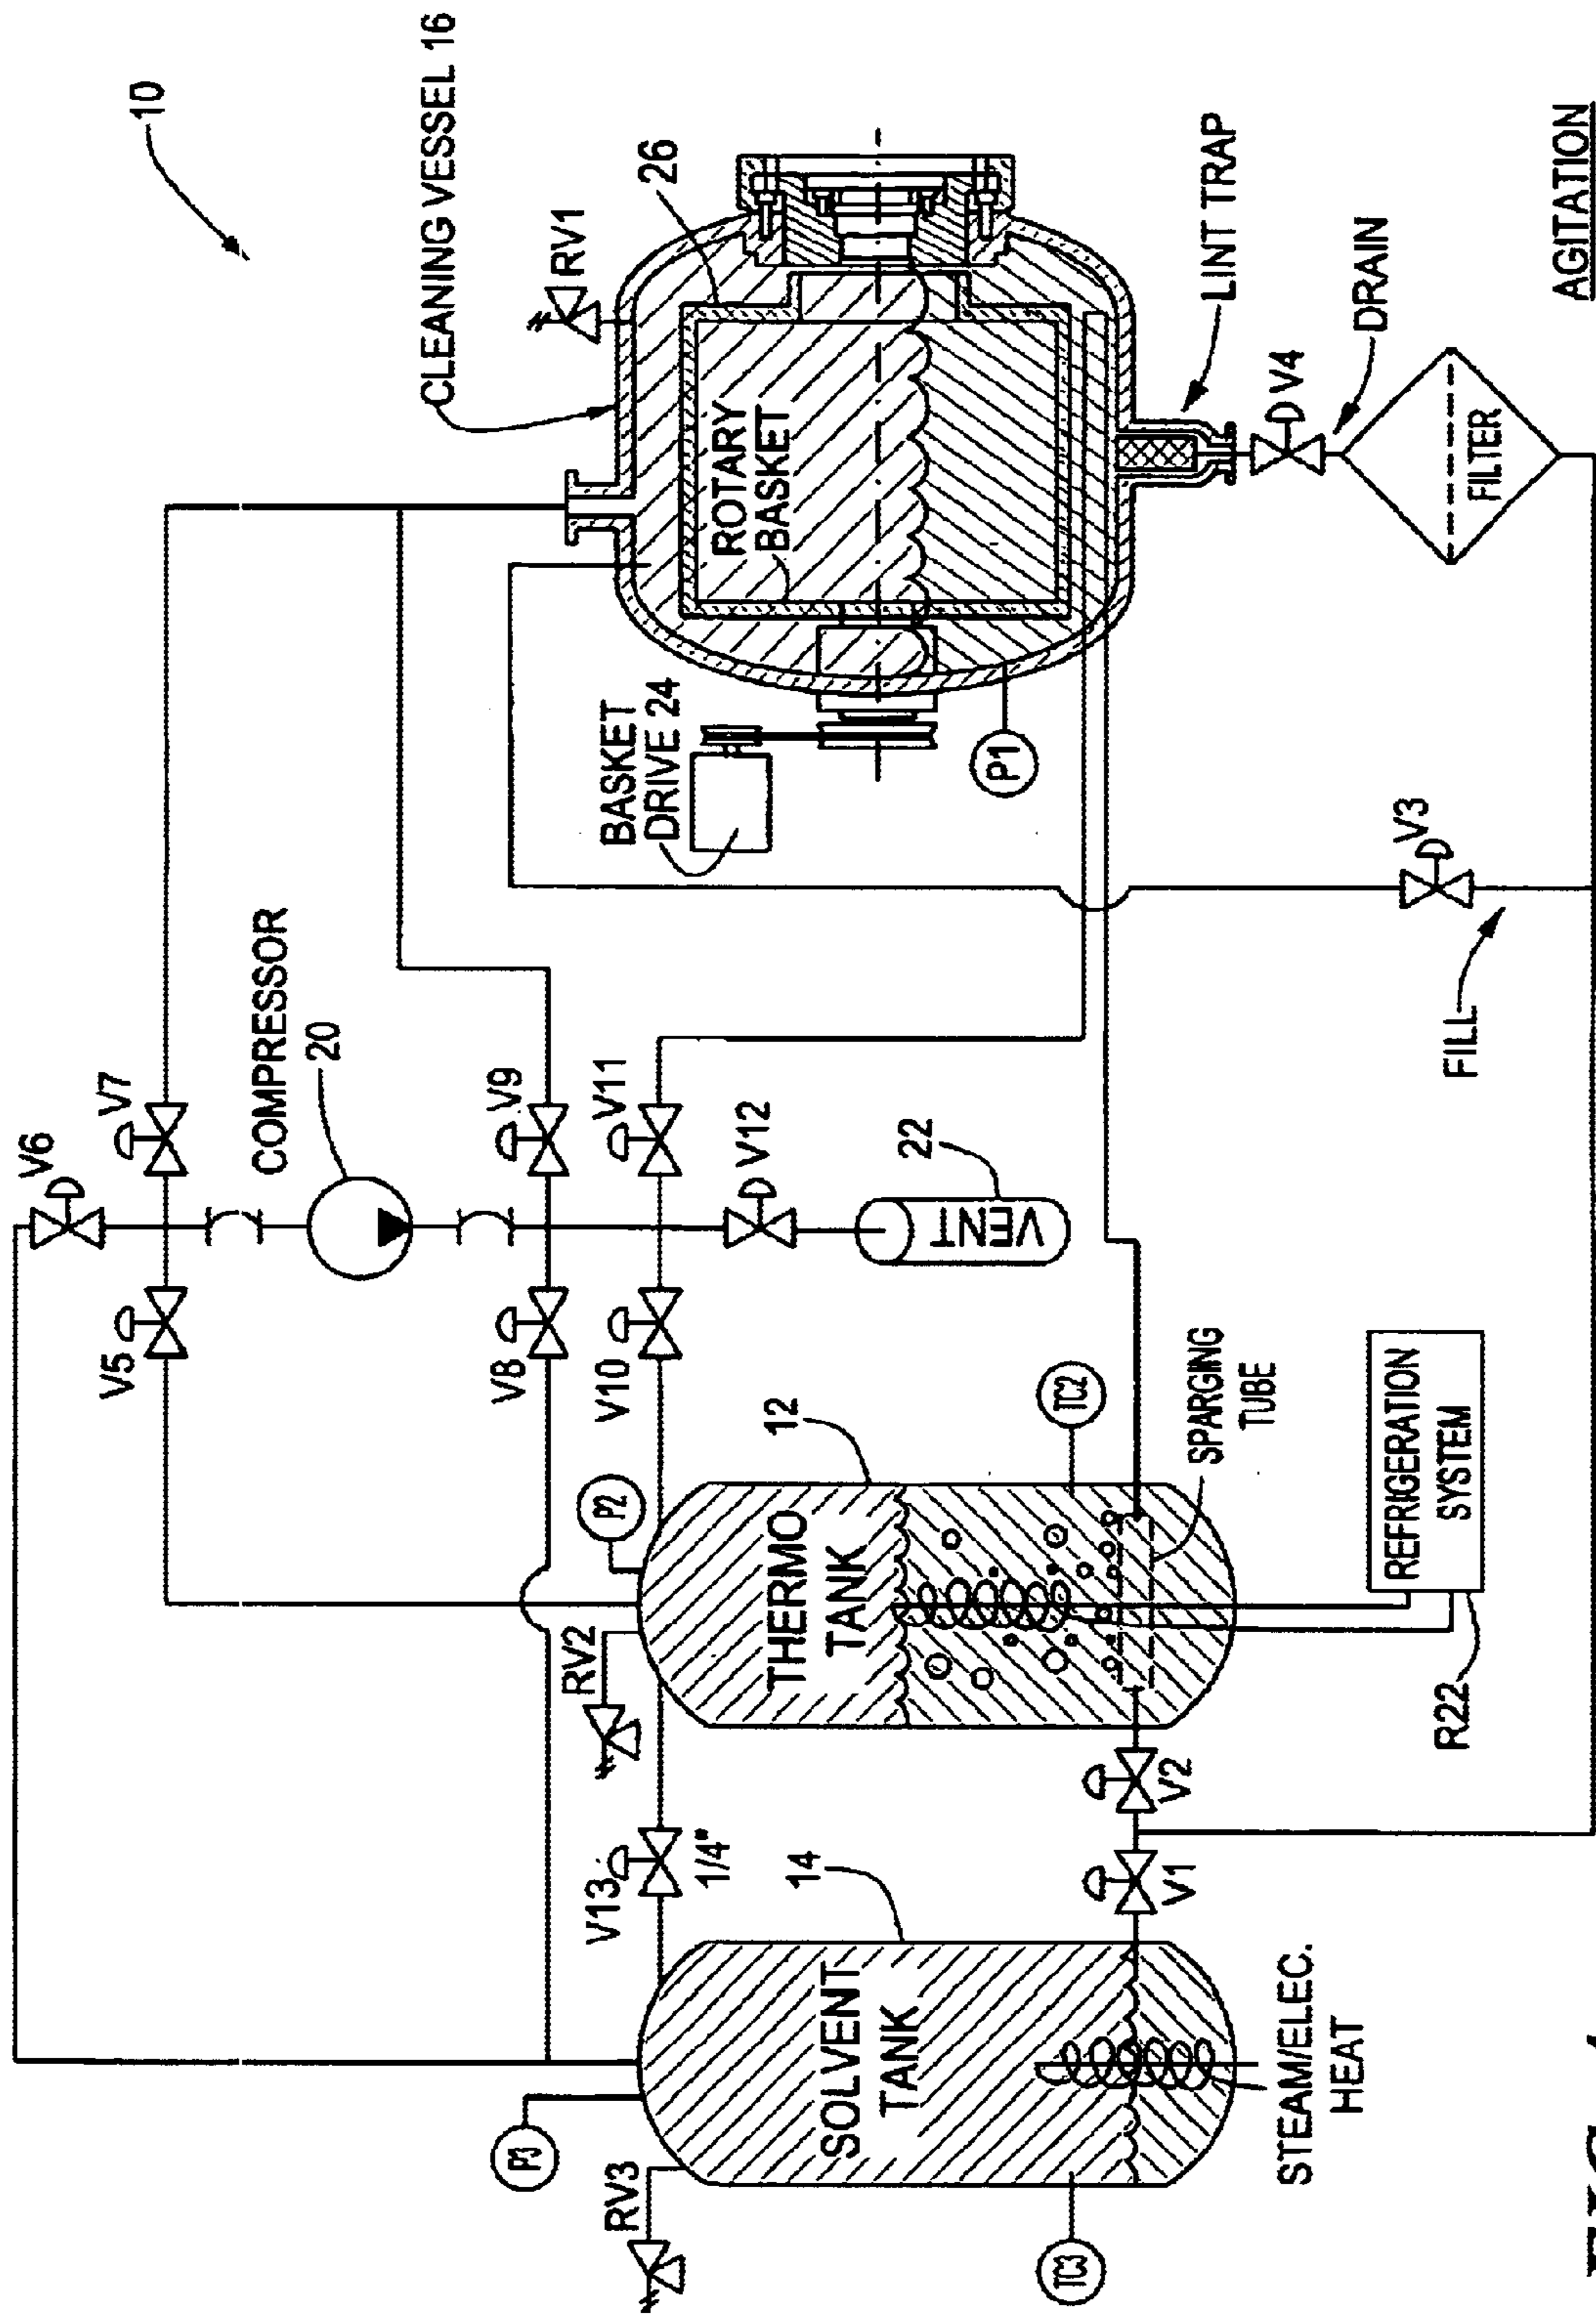 10
CLEANING VESSEL 16
RV1
26
ROTARY
BASKET
BASKET
DRIVE 24
P1
LINT TRAP
V4
DRAIN
FILTER
AGITATION
V3
FILL
V6
V7
COMPRESSOR
20
V9
V11
V12
22
VENT
V5
V8
V10
P2
12
THERMO
TANK
TC2
SPARGING
TUBE
REFRIGERATION
SYSTEM
R22
RV2
V2
V13
1/4"
14
V1
SOLVENT
TANK
P3
RV3
TC3
STEAM/ELEC.
HEAT